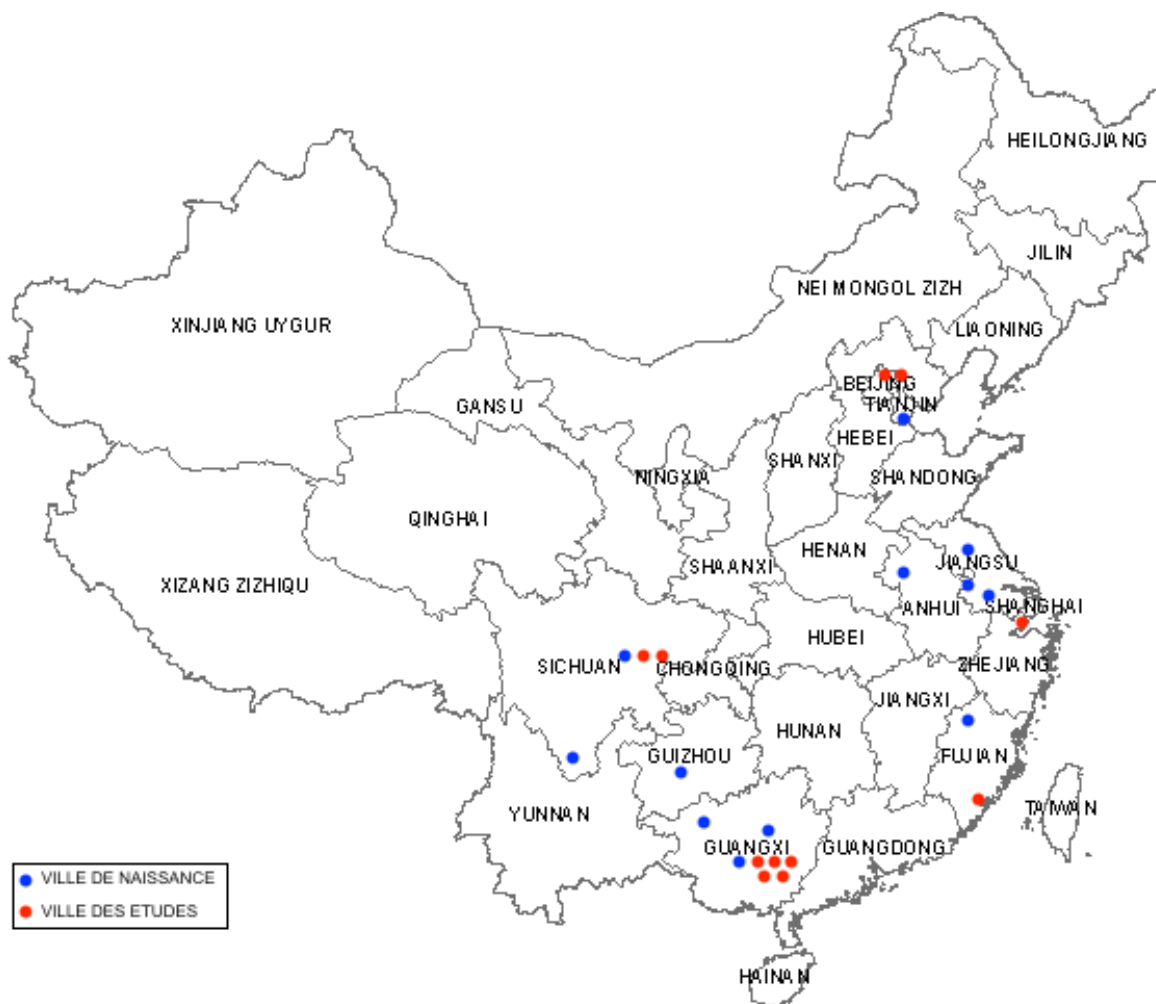 HEILONGJIANG
JILIN
NEI MONGOL ZIZH
XINJIANG UYGUR
LIAONING
BEIJING
GANSU
TIANJIN
HEBEI
SHANXI
NINGXIA
SHANDONG
QINGHAI
HENAN
JIANGSU
SHAANXI
XIZANG ZIZHIQU
ANHUI
SHANGHAI
HUBEI
SICHUAN
CHONGQING
ZHEJIANG
JIANGXI
HUNAN
GUIZHOU
FUJIAN
YUNNAN
TAIWAN
GUANGXI
GUANGDONG
VILLE DE NAISSANCE
VILLE DES ETUDES
HAINAN